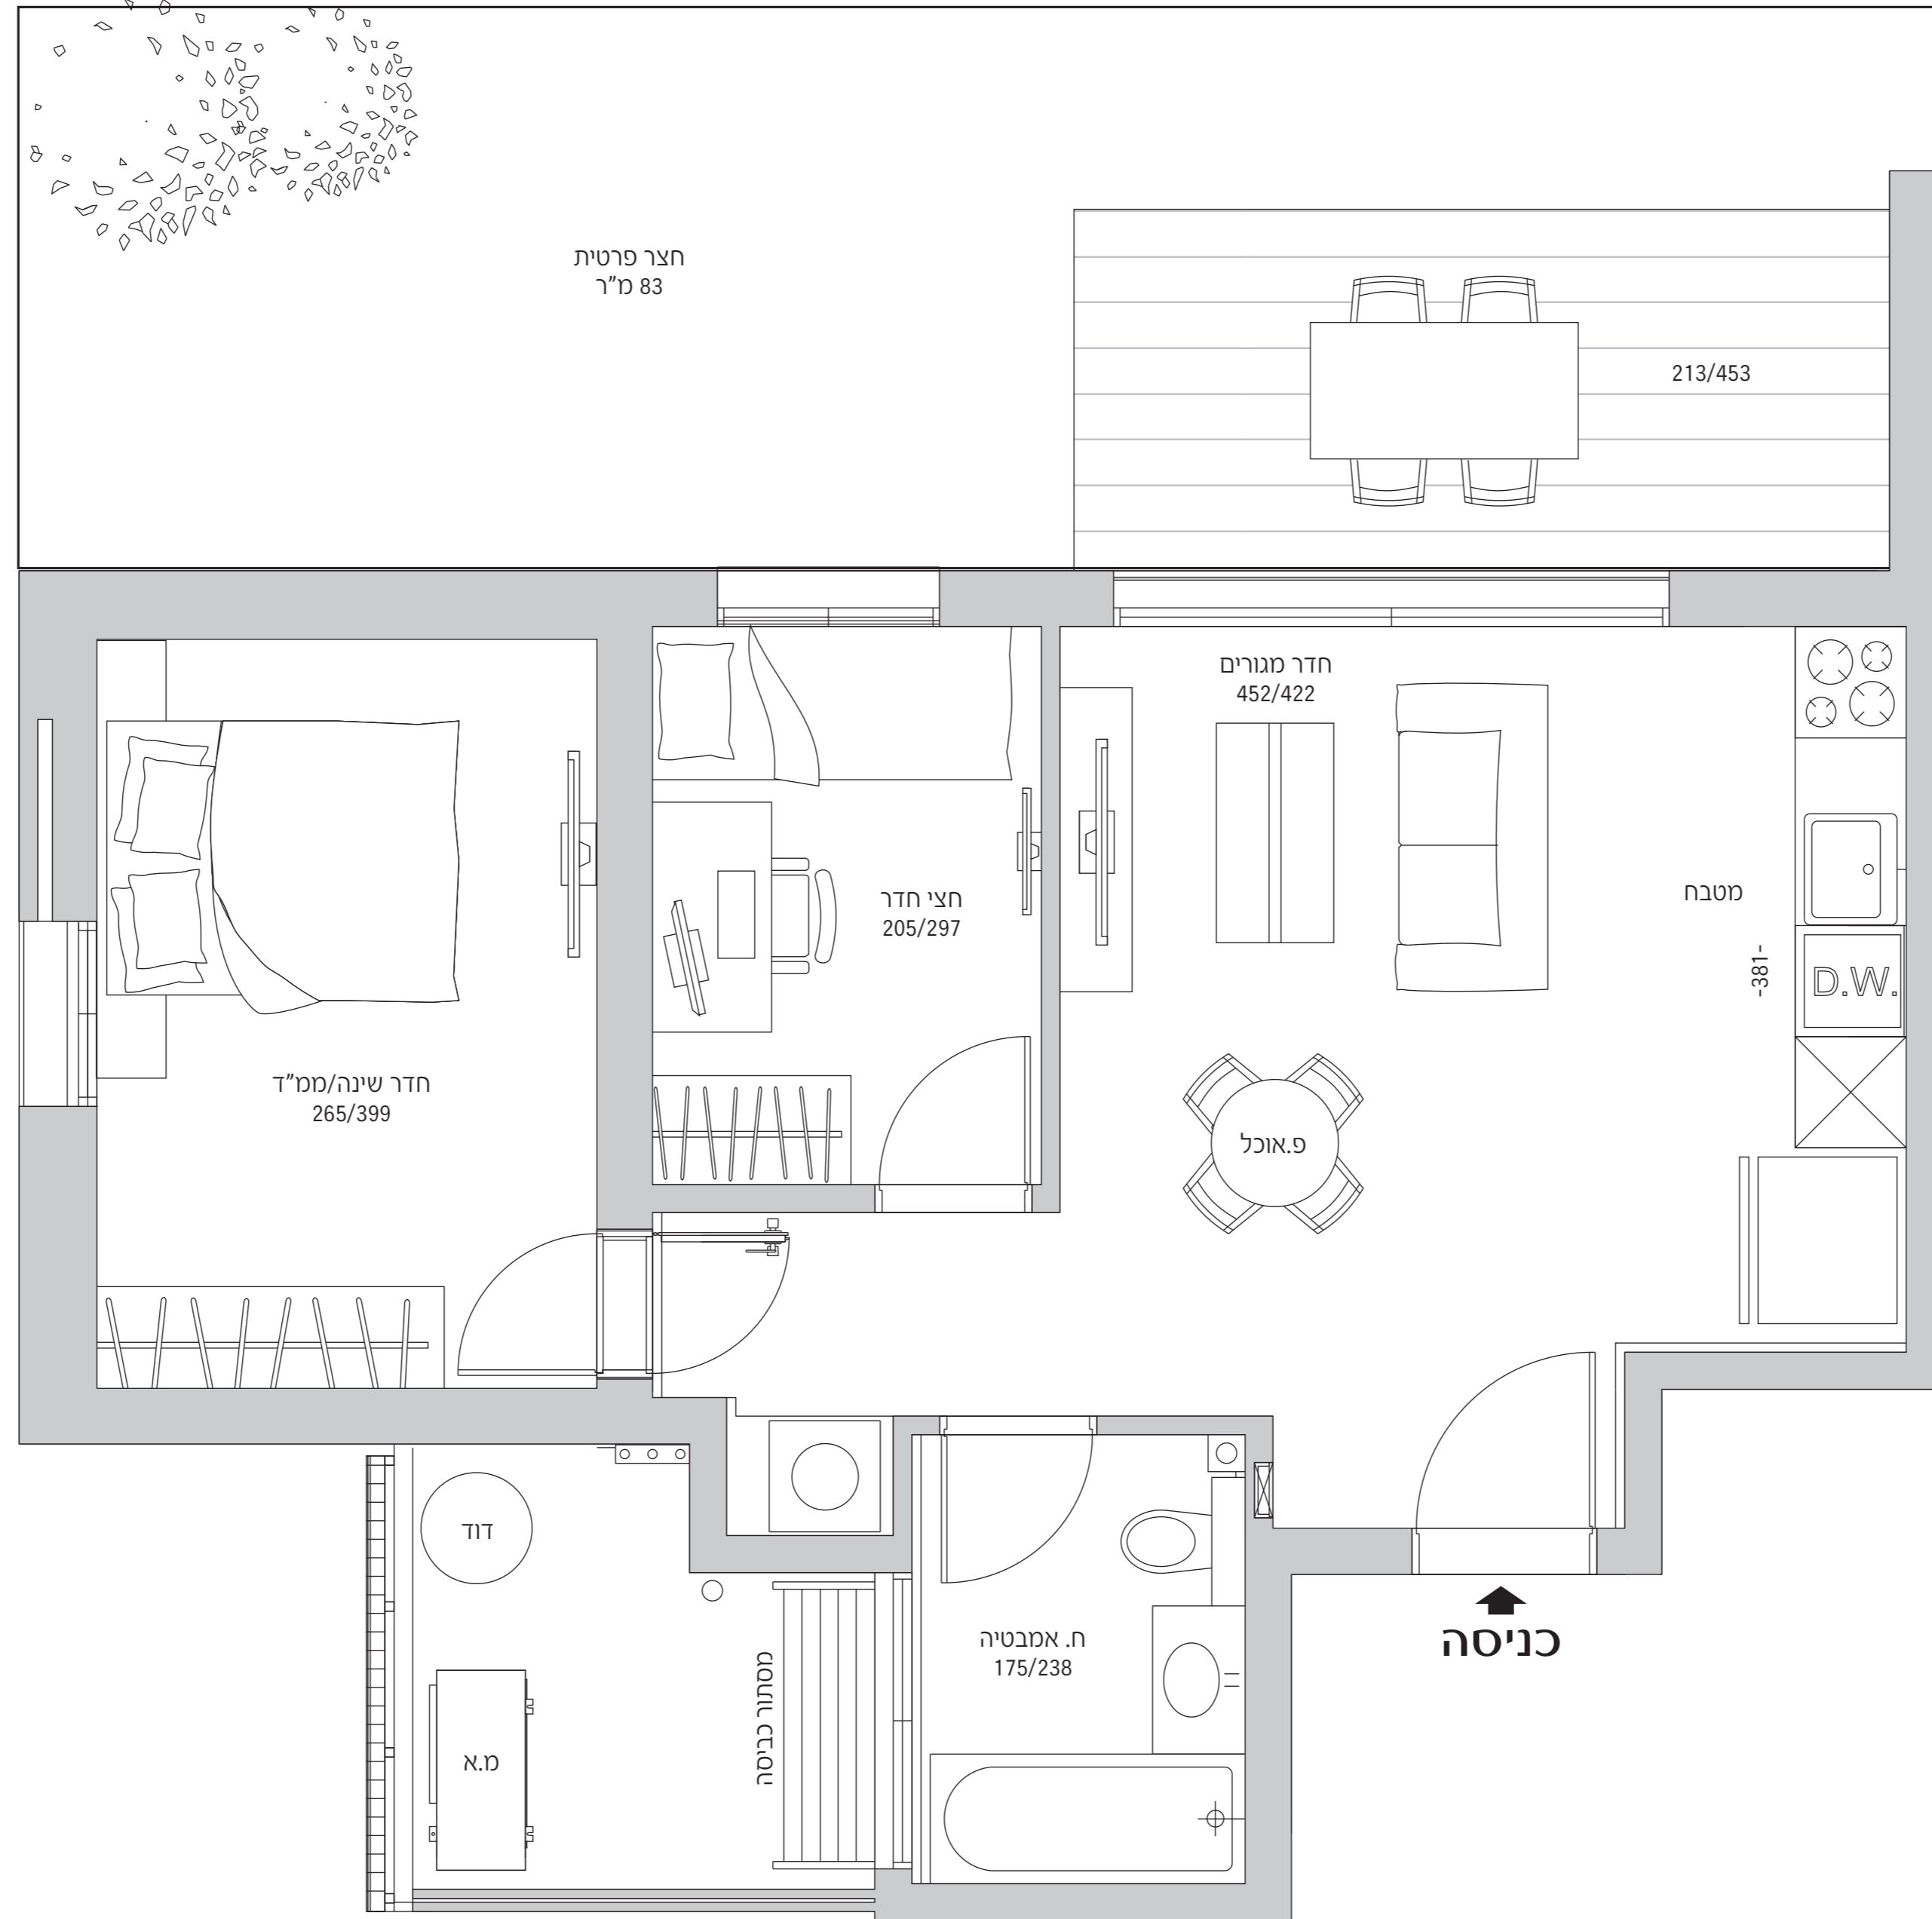 חצר פרטית
83 מ"ר
213/453
חדר מגורים
452/422
מטבח
-381-
חצי חדר
205/297
D.W.
חדר שינה/ממ"ד
265/399
פ.אוכל
דוד
ח. אמבטיה
175/238
כניסה
מסתור כביסה
מ.א